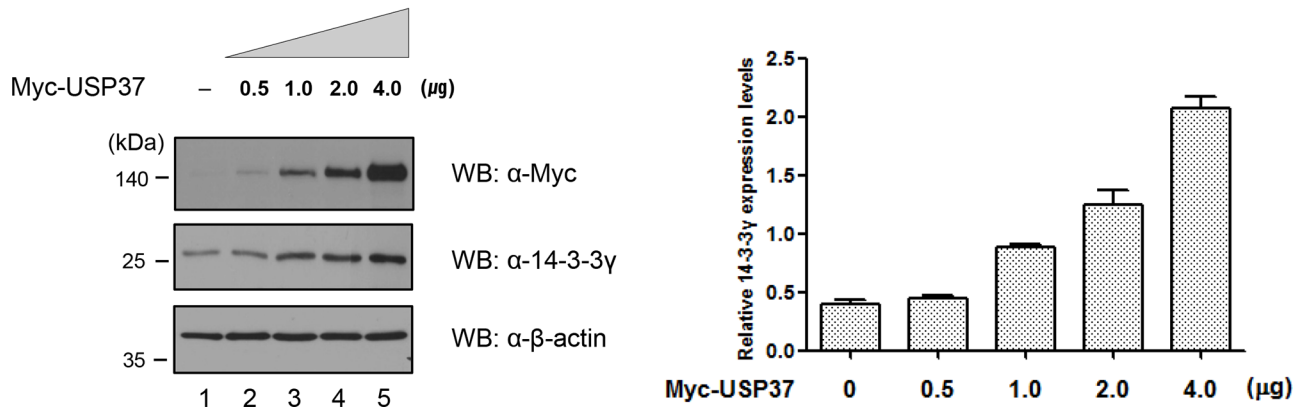 Myc-USP37 – 0.5 1.0 2.0 4.0 (μg)
(kDa)
140 WB: α-Myc
25 WB: α-14-3-3γ
35 WB: α-β-actin
1 2 3 4 5
Relative 14-3-3γ expression levels
2.5
2.0
1.5
1.0
0.5
0.0
Myc-USP37 0 0.5 1.0 2.0 4.0 (μg)